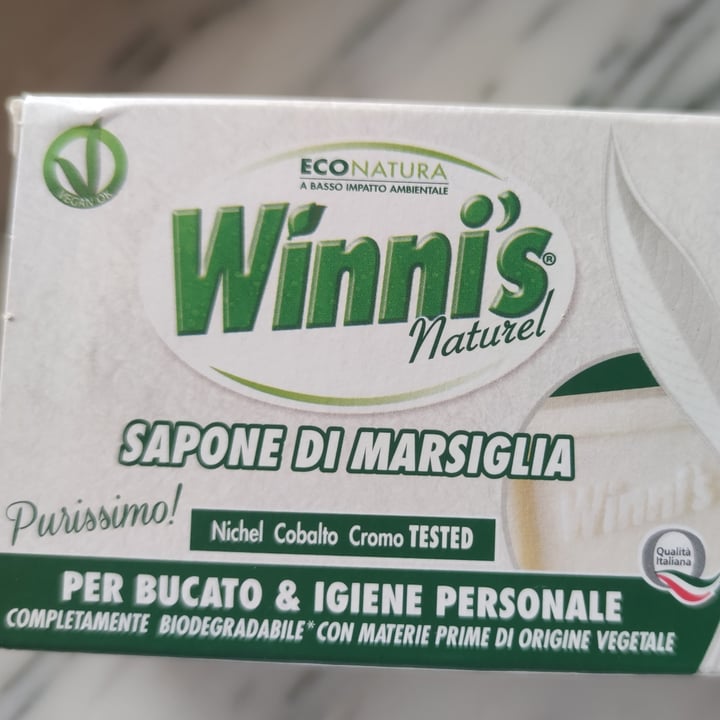 VEGAN OK
ECONATURA
A BASSO IMPATTO AMBIENTALE
Winni's®
Naturel
SAPONE DI MARSIGLIA
Purissimo!
Nichel Cobalto Cromo TESTED
Winni's
Qualità
Italiana
PER BUCATO & IGIENE PERSONALE
COMPLETAMENTE BIODEGRADABILE* CON MATERIE PRIME DI ORIGINE VEGETALE